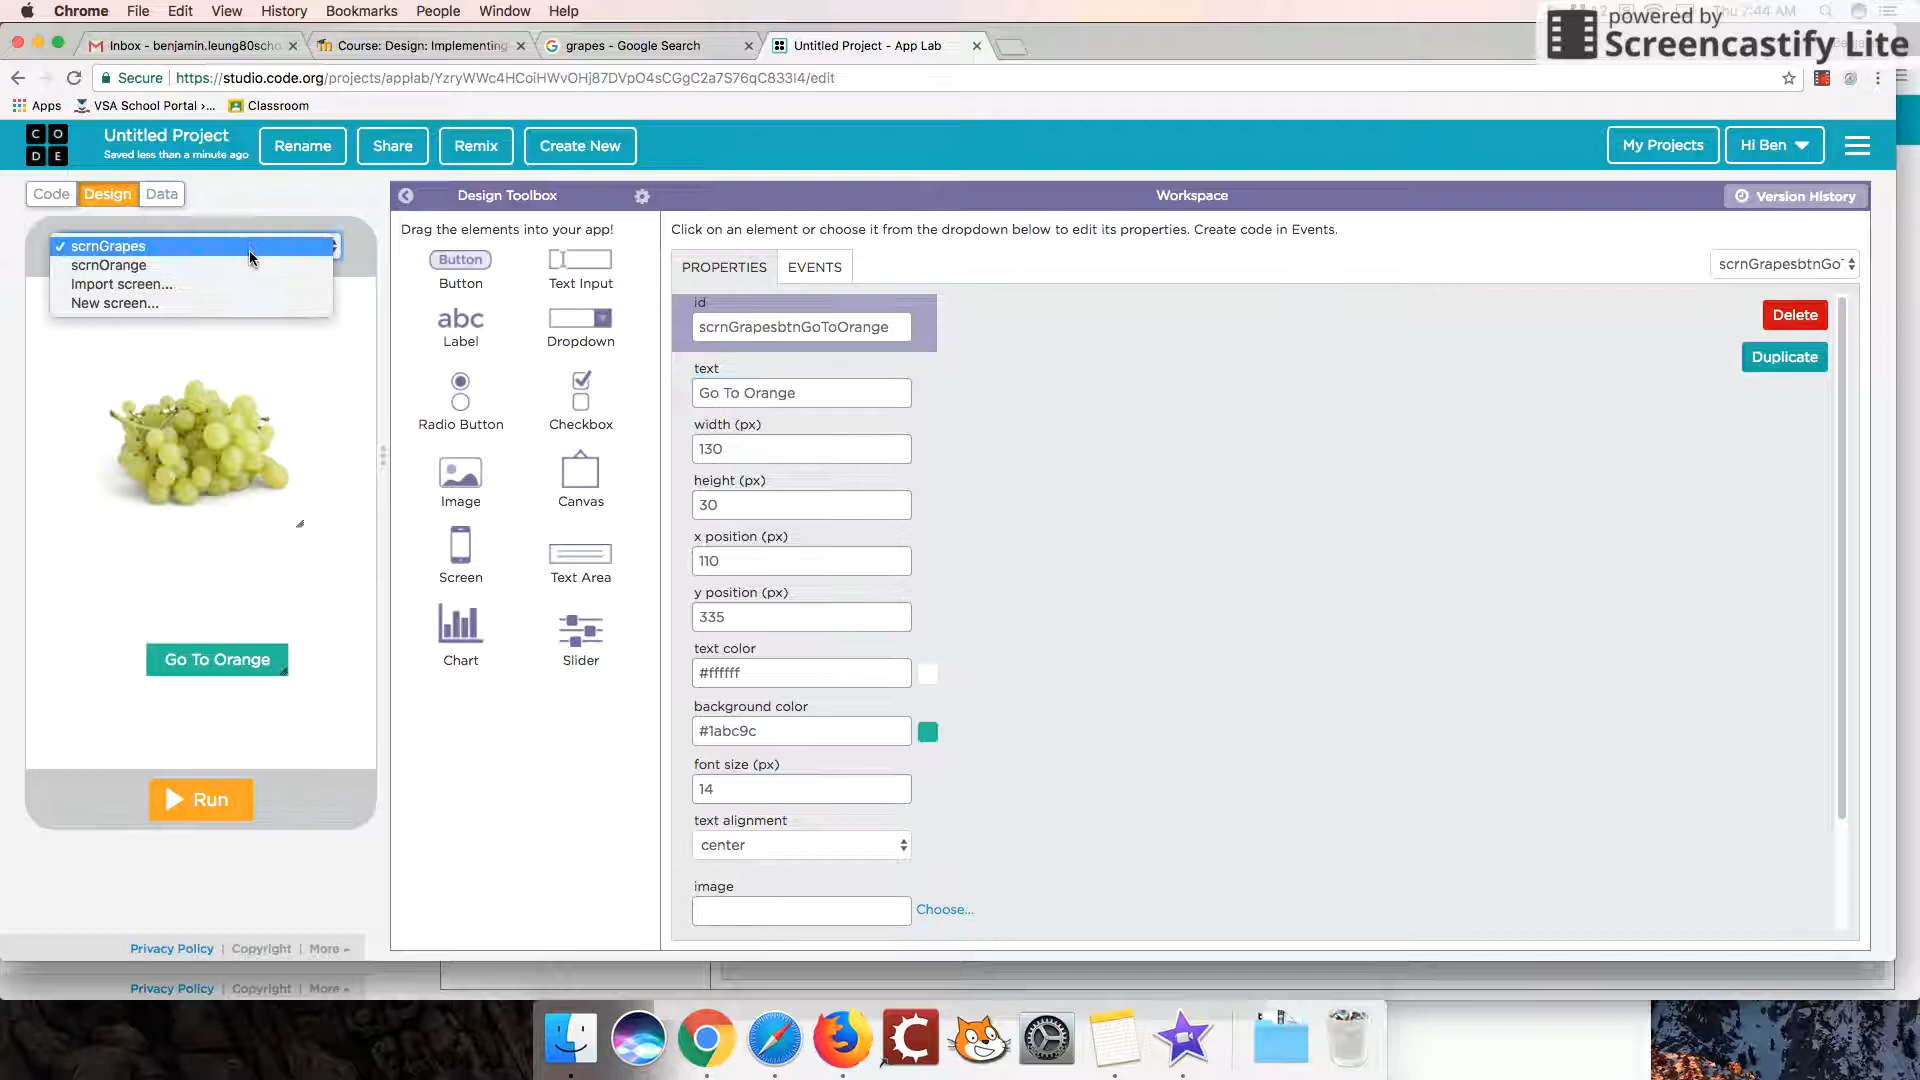 Chrome File Edit View History Bookmarks People Window Help
Thu 7:44 AM
powered by
Screencastify Lite
Inbox - benjamin.leung80scho
Course: Design: Implementing
grapes - Google Search
Untitled Project - App Lab
Secure | https://studio.code.org/projects/applab/YzryWWc4HCoiHWvOHj87DVpO4sCGgC2a7S76qC833I4/edit
Apps VSA School Portal ›... Classroom
C O
D E
Untitled Project
Saved less than a minute ago
Rename Share Remix Create New
My Projects Hi Ben
Code Design Data
Design Toolbox
Workspace
Version History
✓ scrnGrapes
scrnOrange
Import screen...
New screen...
Drag the elements into your app!
Button
Button
Text Input
abc
Label
Dropdown
Radio Button
Checkbox
Image
Canvas
Screen
Text Area
Chart
Slider
Click on an element or choose it from the dropdown below to edit its properties. Create code in Events.
PROPERTIES EVENTS
scrnGrapesbtnGoT
id
scrnGrapesbtnGoToOrange
Delete
Duplicate
text
Go To Orange
width (px)
130
height (px)
30
x position (px)
110
y position (px)
335
text color
#ffffff
background color
#1abc9c
font size (px)
14
text alignment
center
image
Choose...
Go To Orange
Run
Privacy Policy | Copyright | More
Privacy Policy | Copyright | More